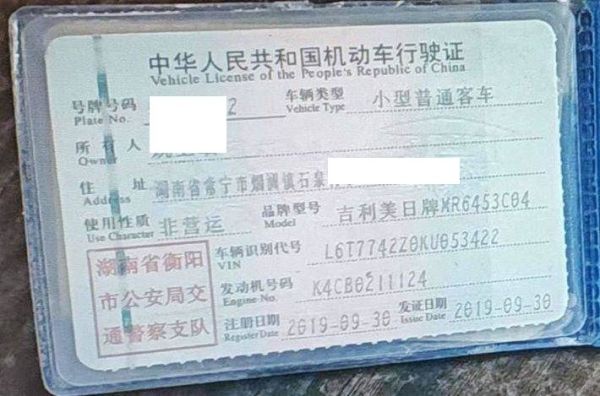 中华人民共和国机动车行驶证
Vehicle License of the People's Republic of China
号牌号码 2 车辆类型 小型普通客车
Plate No. Vehicle Type
所有人
Owner
住址 湖南省常宁市烟洲镇石泉
Address
使用性质 非营运 品牌型号 吉利美日牌MR6453C04
Use Character Model
湖南省衡阳
市公安局交
通警察支队
车辆识别代号 L6T7742Z0KU053422
VIN
发动机号码 K4CB0211124
Engine No.
注册日期 2019-09-30 发证日期 2019-09-30
Register Date Issue Date